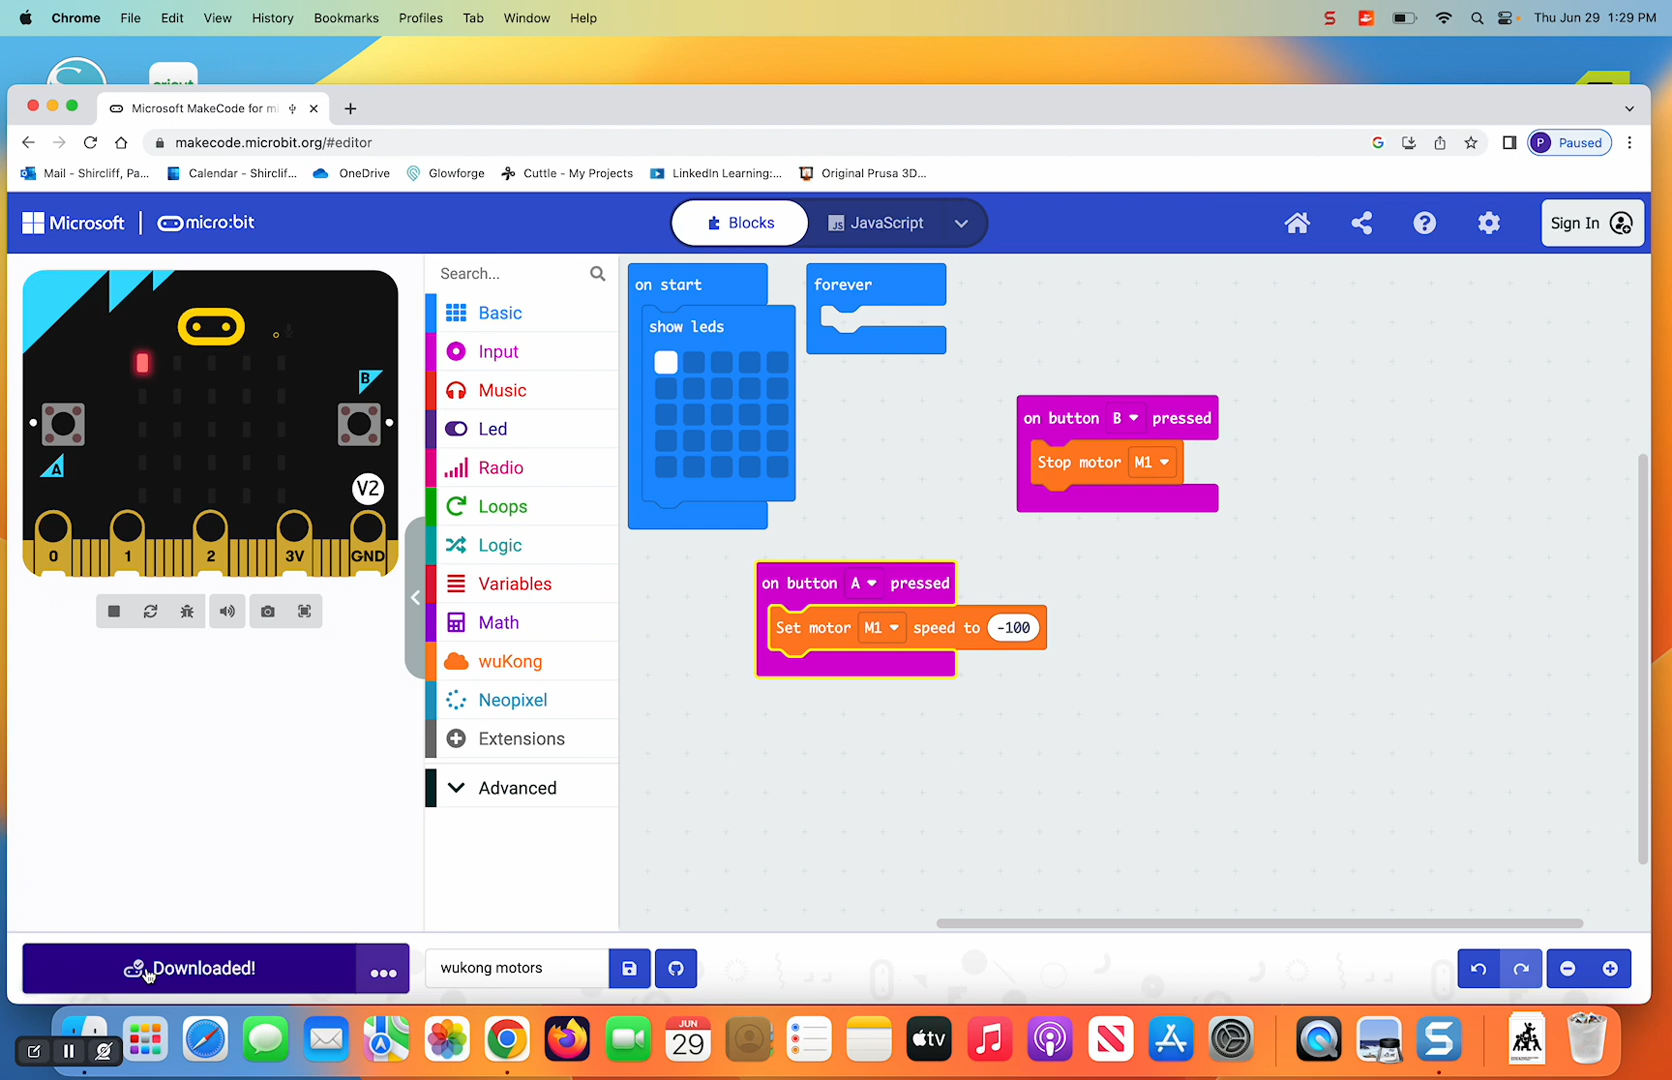 Chrome File Edit View History Bookmarks Profiles Tab Window Help Thu Jun 29 1:29 PM
cricut
Microsoft MakeCode for mi
makecode.microbit.org/#editor
P Paused
Mail - Shircliff, Pa... Calendar - Shirclif... OneDrive Glowforge Cuttle - My Projects LinkedIn Learning:... Original Prusa 3D...
Microsoft micro:bit Blocks JS JavaScript Sign In
Search...
Basic
Input
Music
Led
Radio
Loops
Logic
Variables
Math
wuKong
Neopixel
Extensions
Advanced
B
A
V2
0 1 2 3V GND
on start
show leds
forever
on button B pressed
Stop motor M1
on button A pressed
Set motor M1 speed to -100
Downloaded! ••• wukong motors
JUN
29
tv